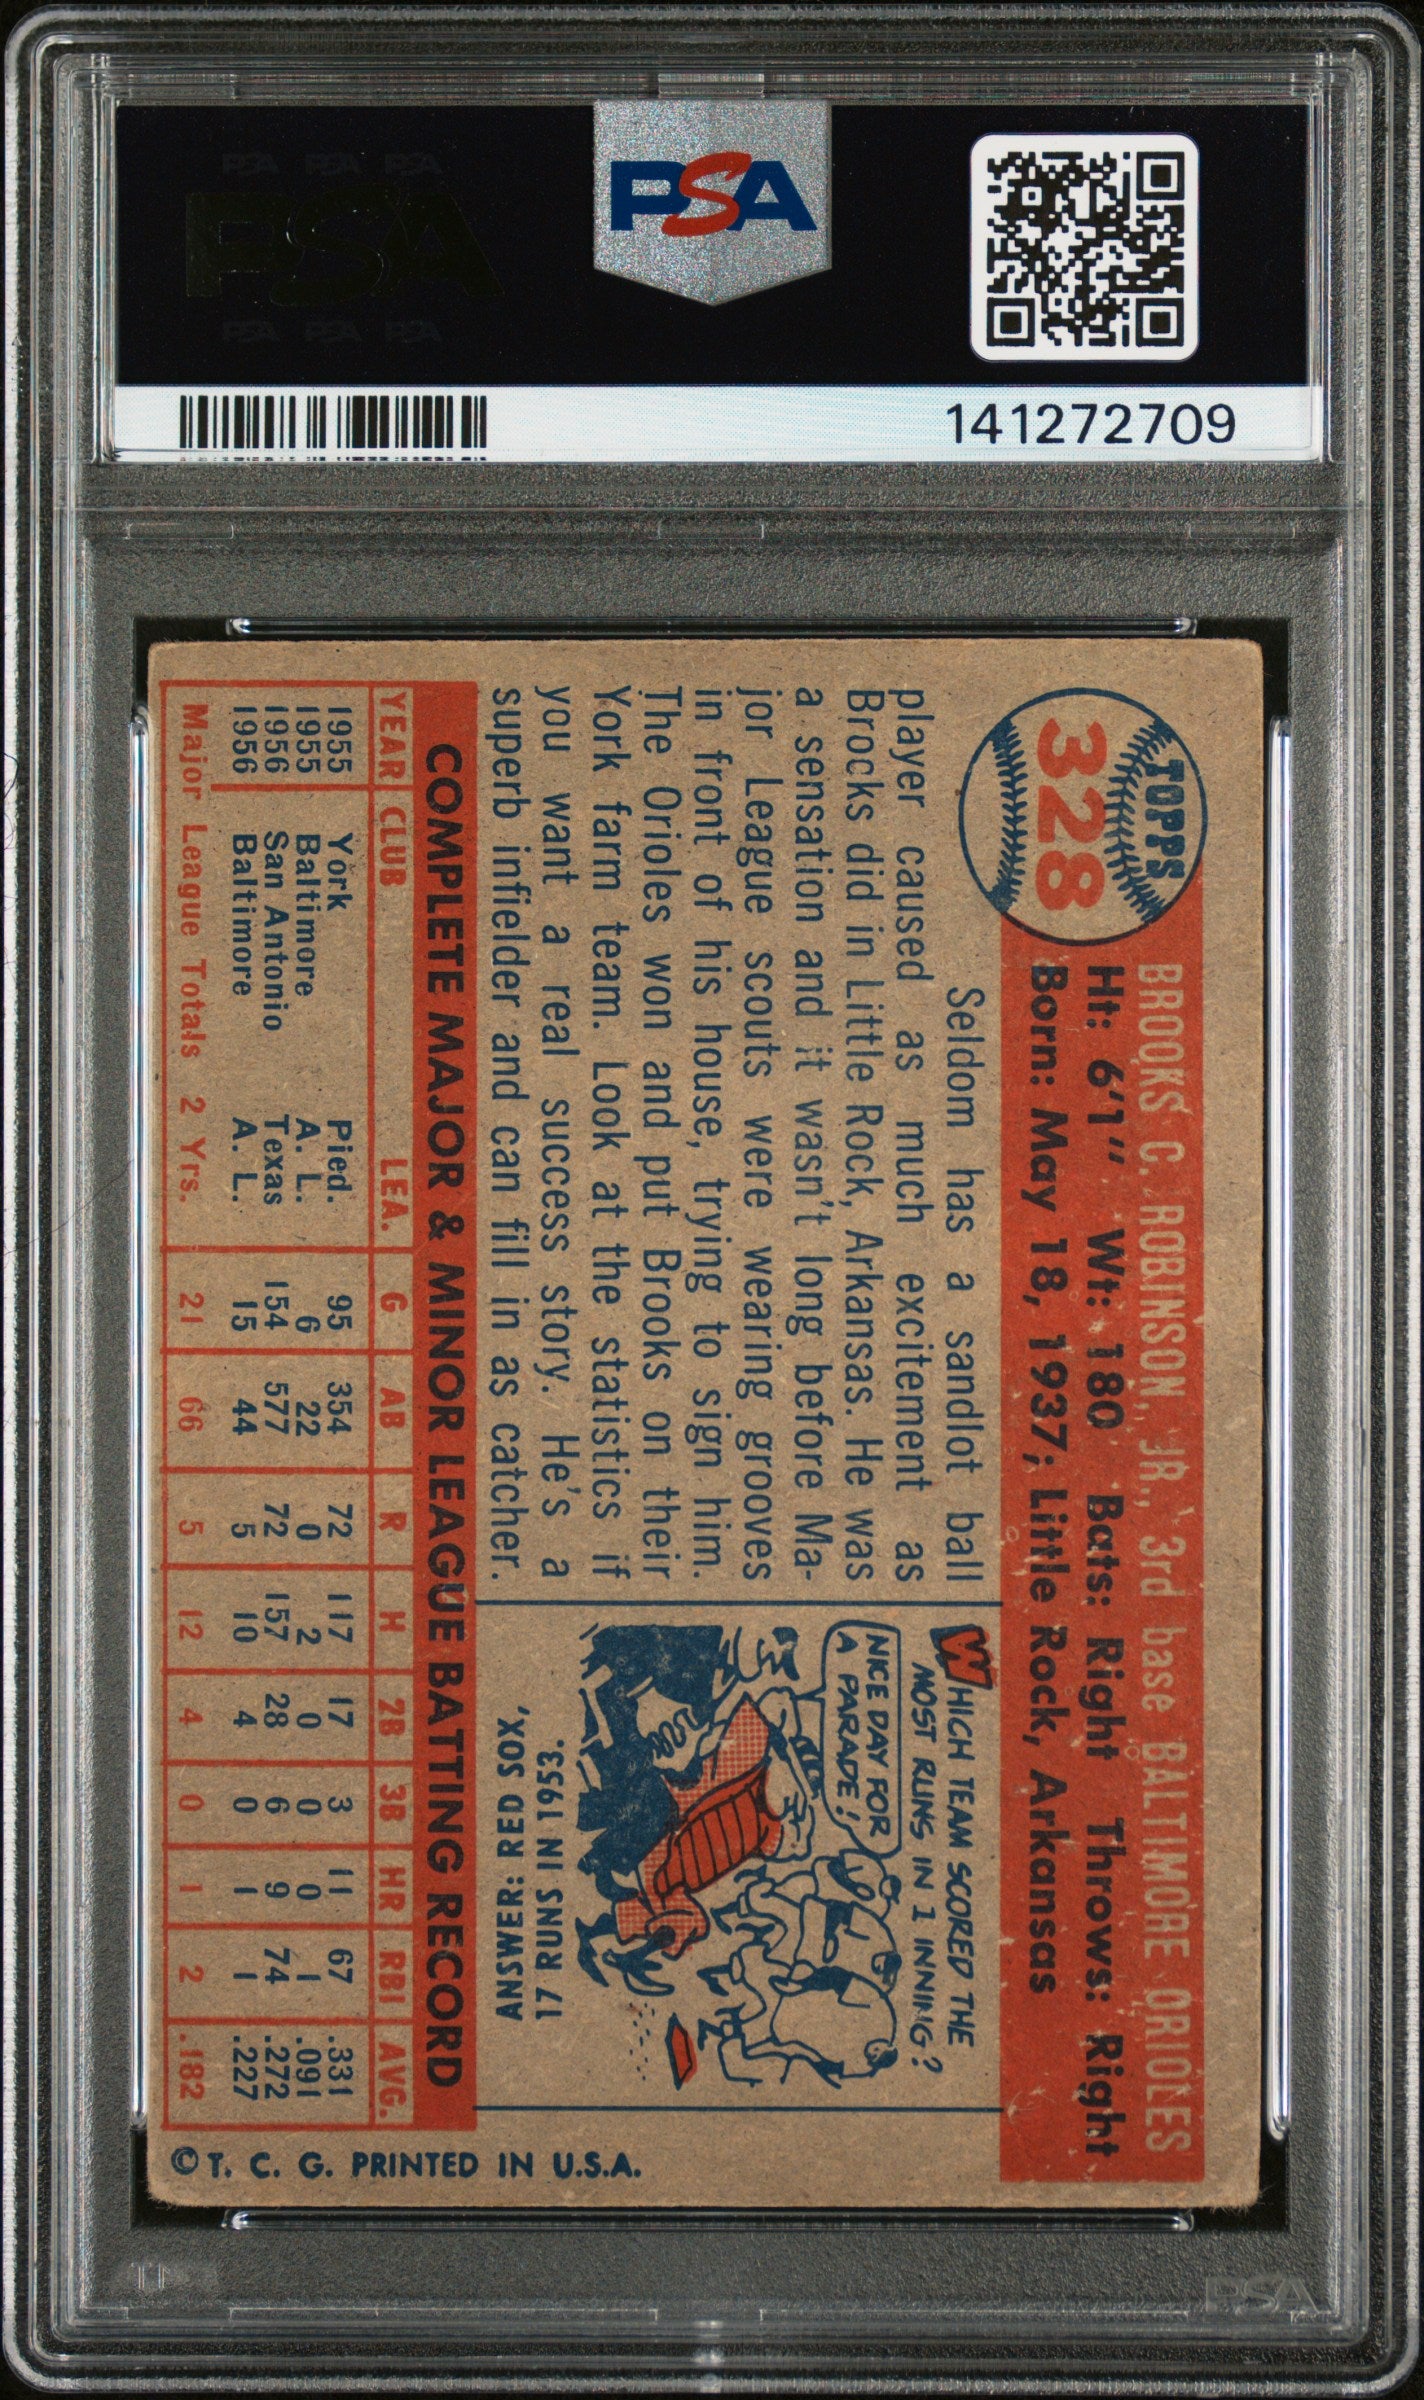 PSA PSA PSA
PSA
PSA PSA PSA
PSA
141272709
TOPPS
328
BROOKS C. ROBINSON, JR., 3rd base BALTIMORE ORIOLES
Ht: 6'1" Wt: 180 Bats: Right Throws: Right
Born: May 18, 1937; Little Rock, Arkansas
Seldom has a sandlot ball
player caused as much excitement as
Brocks did in Little Rock, Arkansas. He was
a sensation and it wasn't long before Ma-
jor League scouts were wearing grooves
in front of his house, trying to sign him.
The Orioles won and put Brooks on their
York farm team. Look at the statistics if
you want a real success story. He's a
superb infielder and can fill in as catcher.
WHICH TEAM SCORED THE
MOST RUNS IN 1 INNING?
NICE DAY FOR
A PARADE!
ANSWER: RED SOX,
17 RUNS IN 1953.
COMPLETE MAJOR & MINOR LEAGUE BATTING RECORD
YEAR CLUB LEA. G AB R H 2B 3B HR RBI AVG.
1955 York Pied. 95 354 72 117 17 3 11 67 .331
1955 Baltimore A. L. 6 22 0 2 0 0 0 1 .091
1956 San Antonio Texas 154 577 72 157 28 6 9 74 .272
1956 Baltimore A. L. 15 44 5 10 4 0 1 1 .227
Major League Totals 2 Yrs. 21 66 5 12 4 0 1 2 .182
© T. C. G. PRINTED IN U.S.A.
PSA